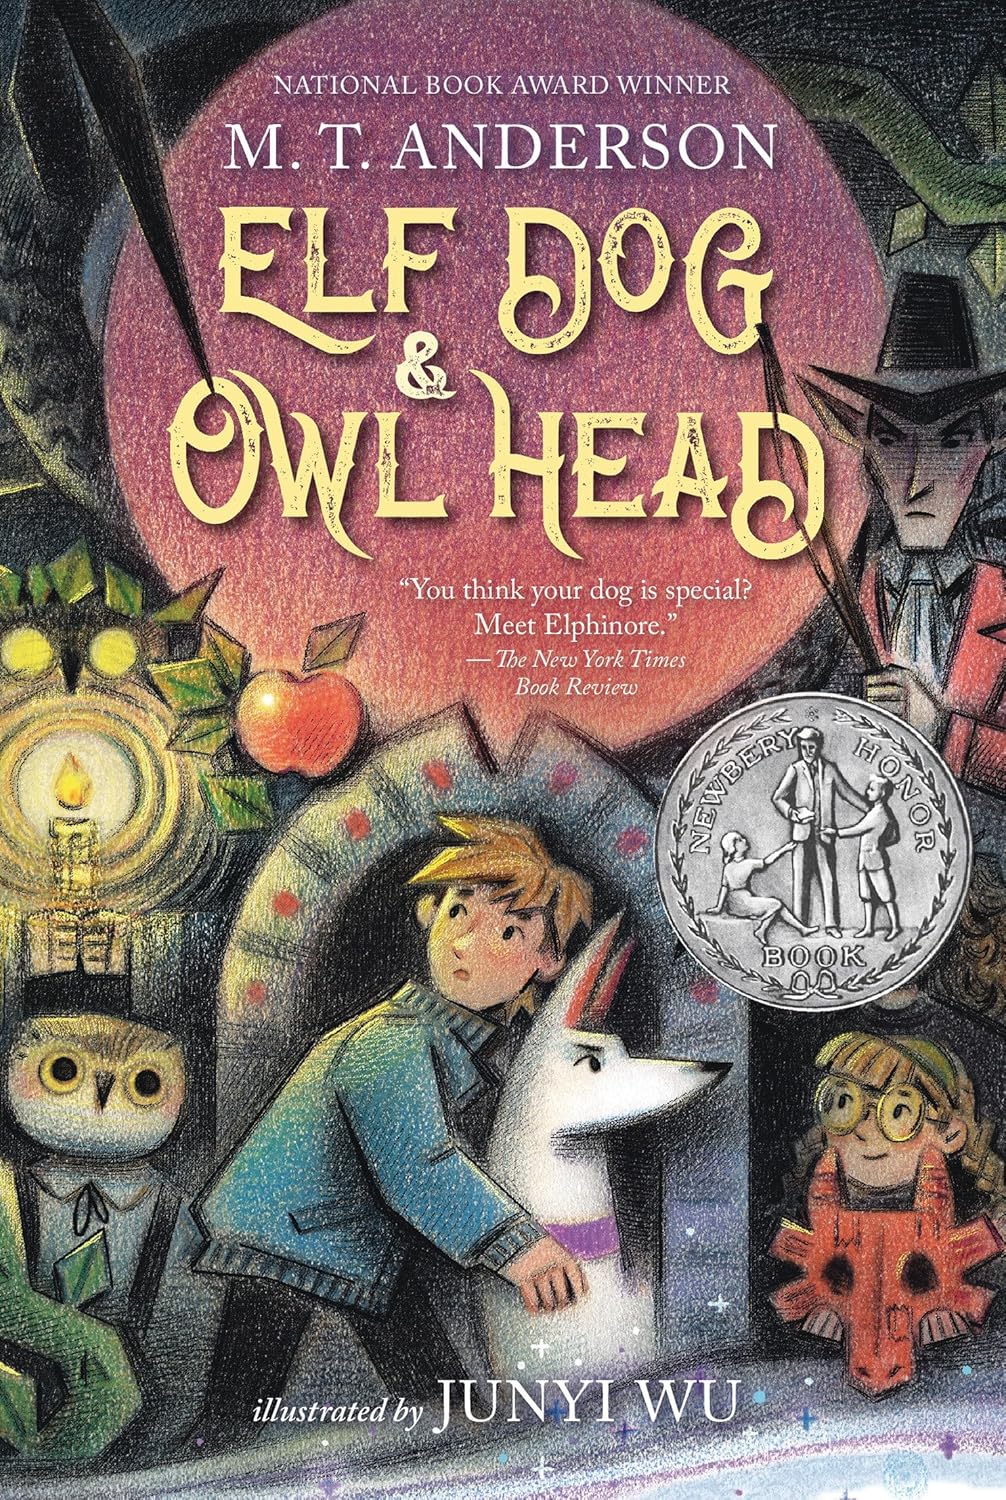 NATIONAL BOOK AWARD WINNER
M. T. ANDERSON
ELF DOG
&
OWL HEAD
“You think your dog is special?
Meet Elphinore.”
—The New York Times
Book Review
NEWBERY HONOR
BOOK
illustrated by JUNYI WU